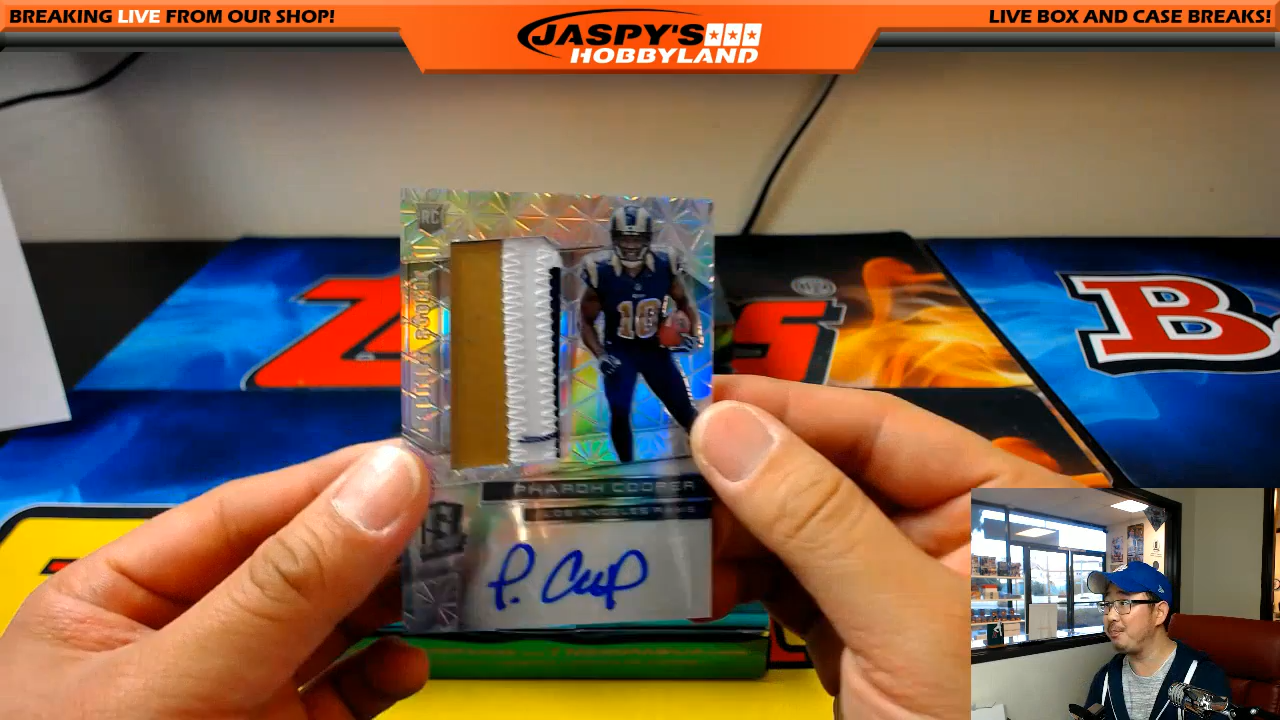 BREAKING LIVE FROM OUR SHOP!
JASPY'S
HOBBYLAND
LIVE BOX AND CASE BREAKS!
RC
B
16
PHAROH COOPER
LOS ANGELES RAMS
P. Coop